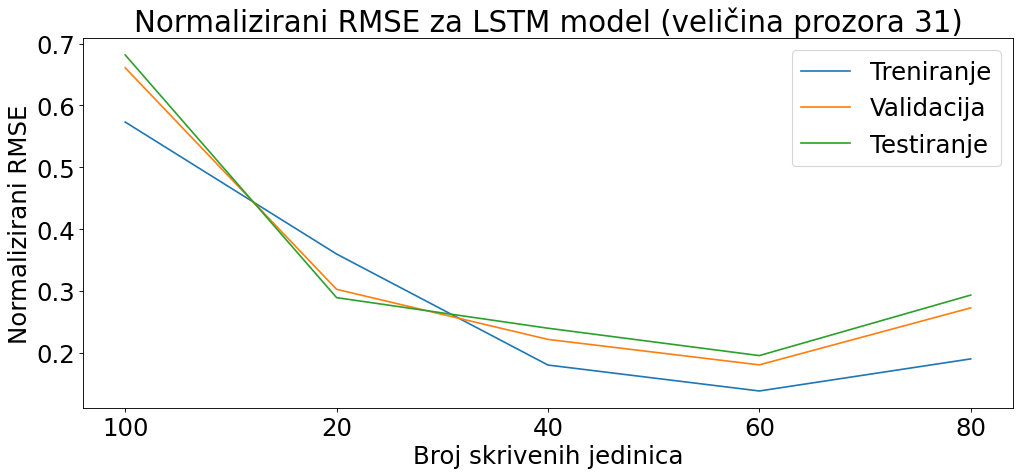 Normalizirani RMSE za LSTM model (veličina prozora 31)
Normalizirani RMSE
0.7
0.6
0.5
0.4
0.3
0.2
Treniranje
Validacija
Testiranje
100 20 40 60 80
Broj skrivenih jedinica